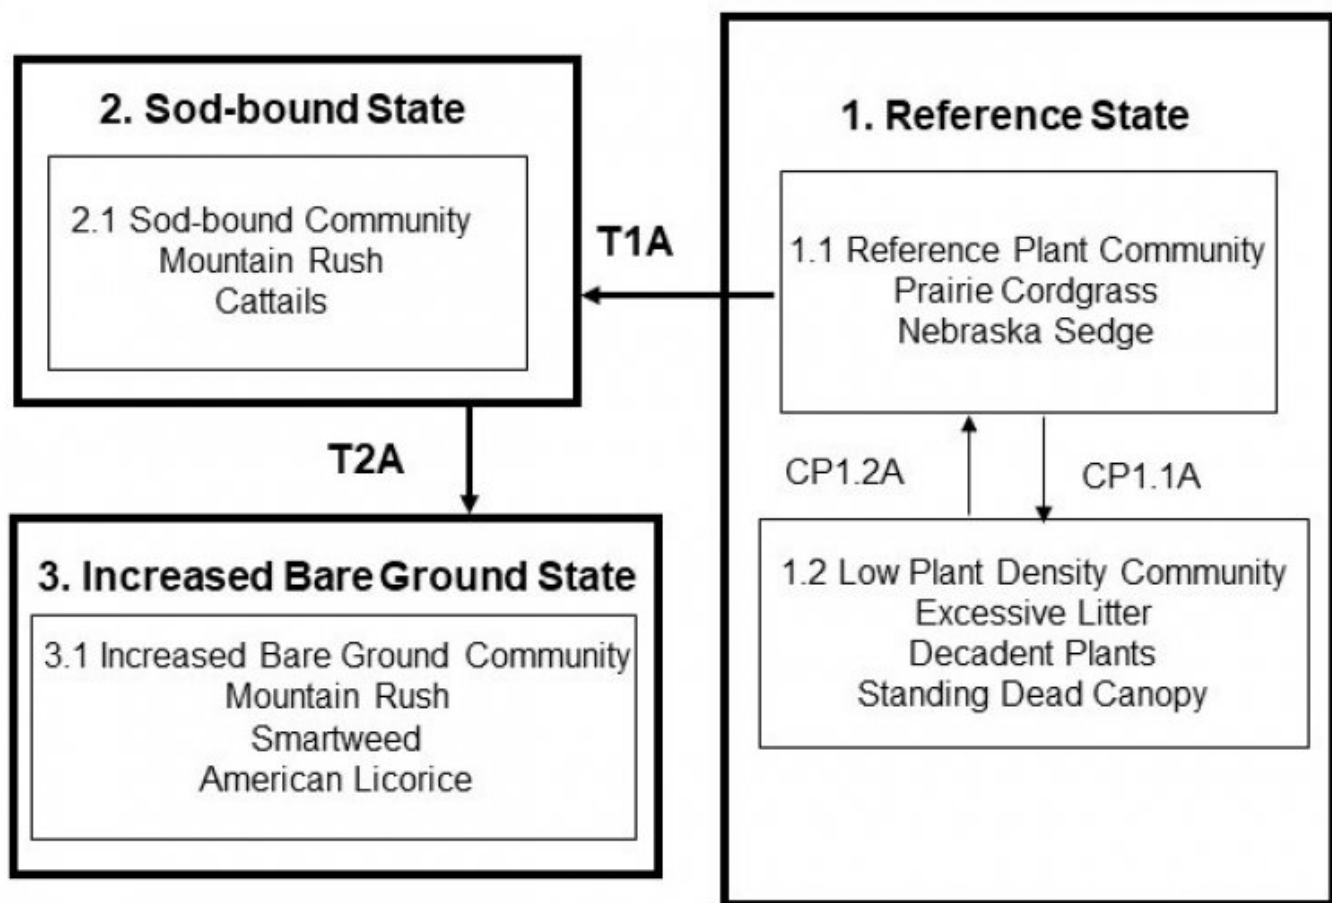 2. Sod-bound State
2.1 Sod-bound Community
Mountain Rush
Cattails
T1A
1. Reference State
1.1 Reference Plant Community
Prairie Cordgrass
Nebraska Sedge
CP1.2A
CP1.1A
1.2 Low Plant Density Community
Excessive Litter
Decadent Plants
Standing Dead Canopy
T2A
3. Increased Bare Ground State
3.1 Increased Bare Ground Community
Mountain Rush
Smartweed
American Licorice